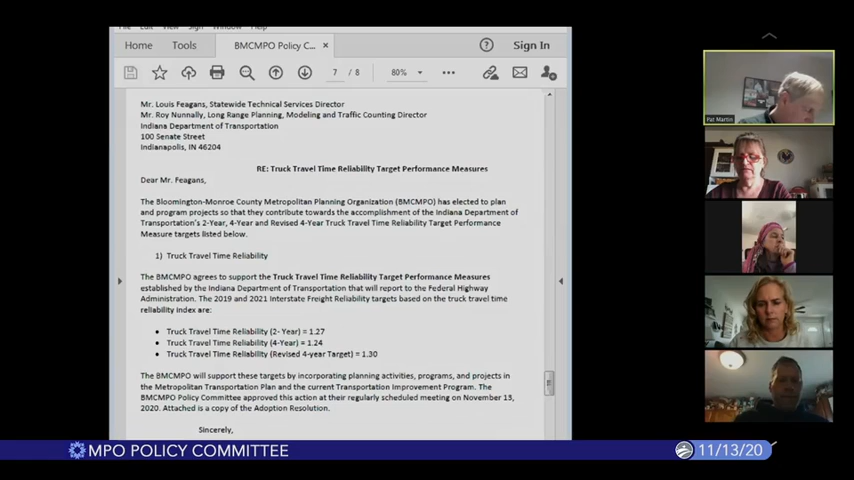 Home
Tools
BMCMPO Policy C...
×
Sign In
7 / 8
80%
Mr. Louis Feagans, Statewide Technical Services Director
Mr. Roy Nunnally, Long Range Planning, Modeling and Traffic Counting Director
Indiana Department of Transportation
100 Senate Street
Indianapolis, IN 46204
RE: Truck Travel Time Reliability Target Performance Measures
Dear Mr. Feagans,
The Bloomington-Monroe County Metropolitan Planning Organization (BMCMPO) has elected to plan
and program projects so that they contribute towards the accomplishment of the Indiana Department of
Transportation's 2-Year, 4-Year and Revised 4-Year Truck Travel Time Reliability Target Performance
Measure targets listed below.
1) Truck Travel Time Reliability
The BMCMPO agrees to support the Truck Travel Time Reliability Target Performance Measures
established by the Indiana Department of Transportation that will report to the Federal Highway
Administration. The 2019 and 2021 Interstate Freight Reliability targets based on the truck travel time
reliability index are:
• Truck Travel Time Reliability (2- Year) = 1.27
• Truck Travel Time Reliability (4-Year) = 1.24
• Truck Travel Time Reliability (Revised 4-year Target) = 1.30
The BMCMPO will support these targets by incorporating planning activities, programs, and projects in
the Metropolitan Transportation Plan and the current Transportation Improvement Program. The
BMCMPO Policy Committee approved this action at their regularly scheduled meeting on November 13,
2020. Attached is a copy of the Adoption Resolution.
Sincerely,
Pat Martin
MPO POLICY COMMITTEE
11/13/20